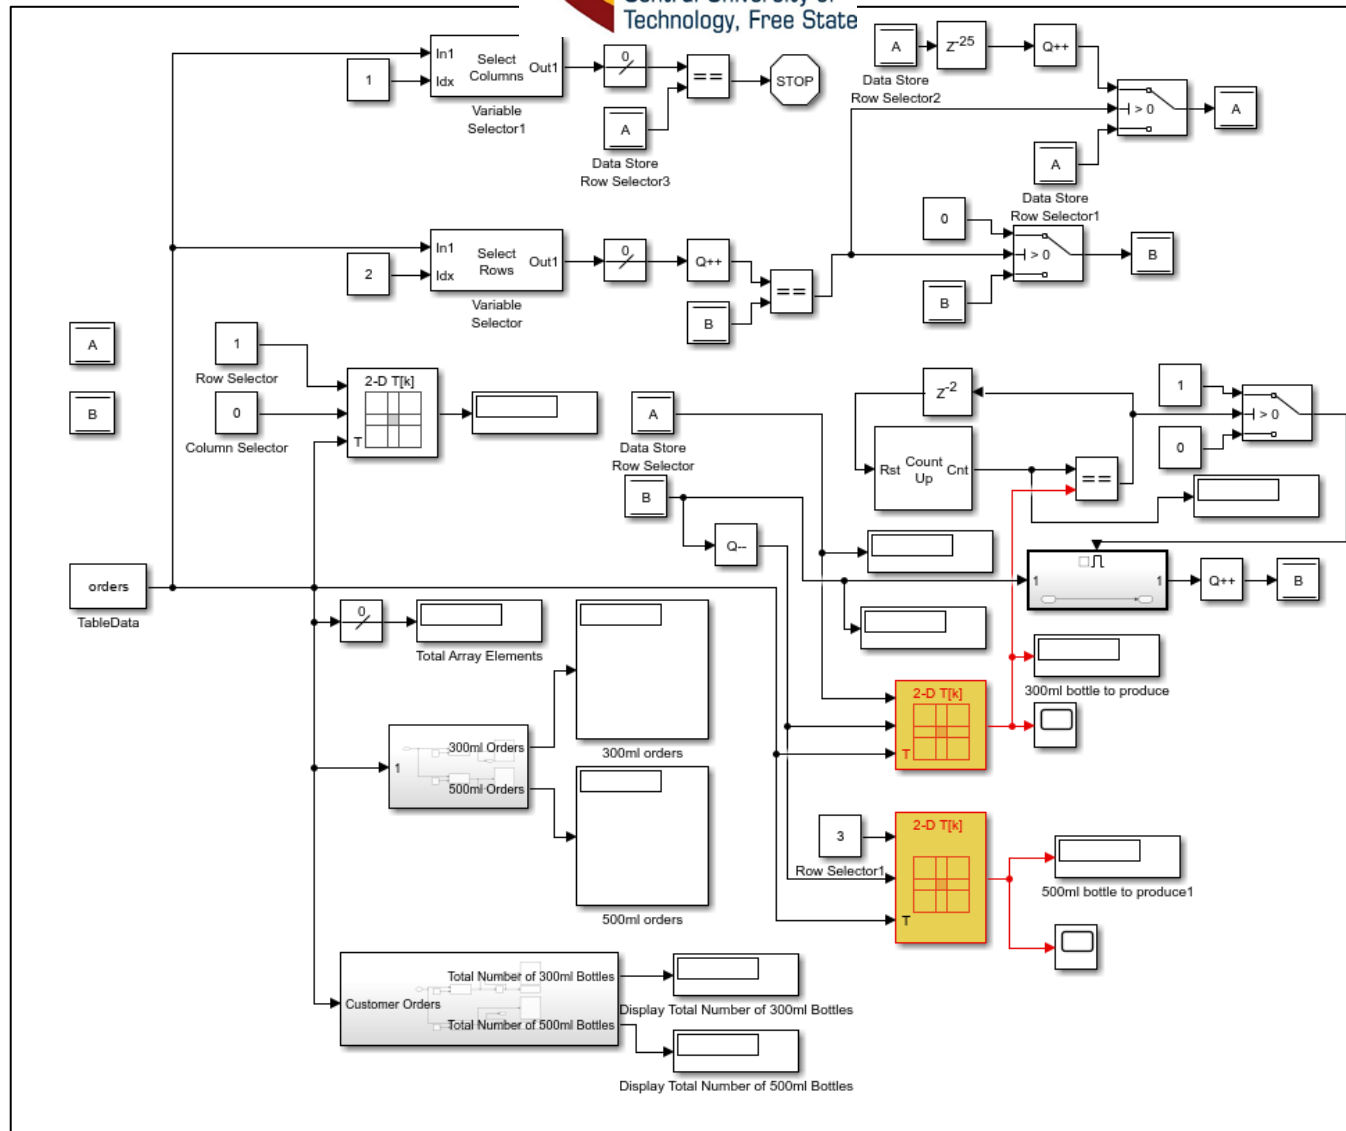 Technology, Free State
In1
Select
Columns
Idx
Out1
1
Variable
Selector1
0
==
STOP
A
Data Store
Row Selector3
A
Data Store
Row Selector2
Z-25
Q++
> 0
A
A
Data Store
Row Selector1
In1
Select
Rows
Idx
Out1
2
Variable
Selector
0
Q++
==
B
0
> 0
B
B
A
B
1
Row Selector
0
Column Selector
2-D T[k]
T
A
Data Store
Row Selector
B
Q--
Z-2
Rst
Count
Up
Cnt
==
1
> 0
0
1
1
Q++
B
orders
TableData
0
Total Array Elements
300ml orders
500ml orders
1
300ml Orders
500ml Orders
2-D T[k]
T
300ml bottle to produce
3
Row Selector1
2-D T[k]
T
500ml bottle to produce1
Customer Orders
Total Number of 300ml Bottles
Total Number of 500ml Bottles
Display Total Number of 300ml Bottles
Display Total Number of 500ml Bottles